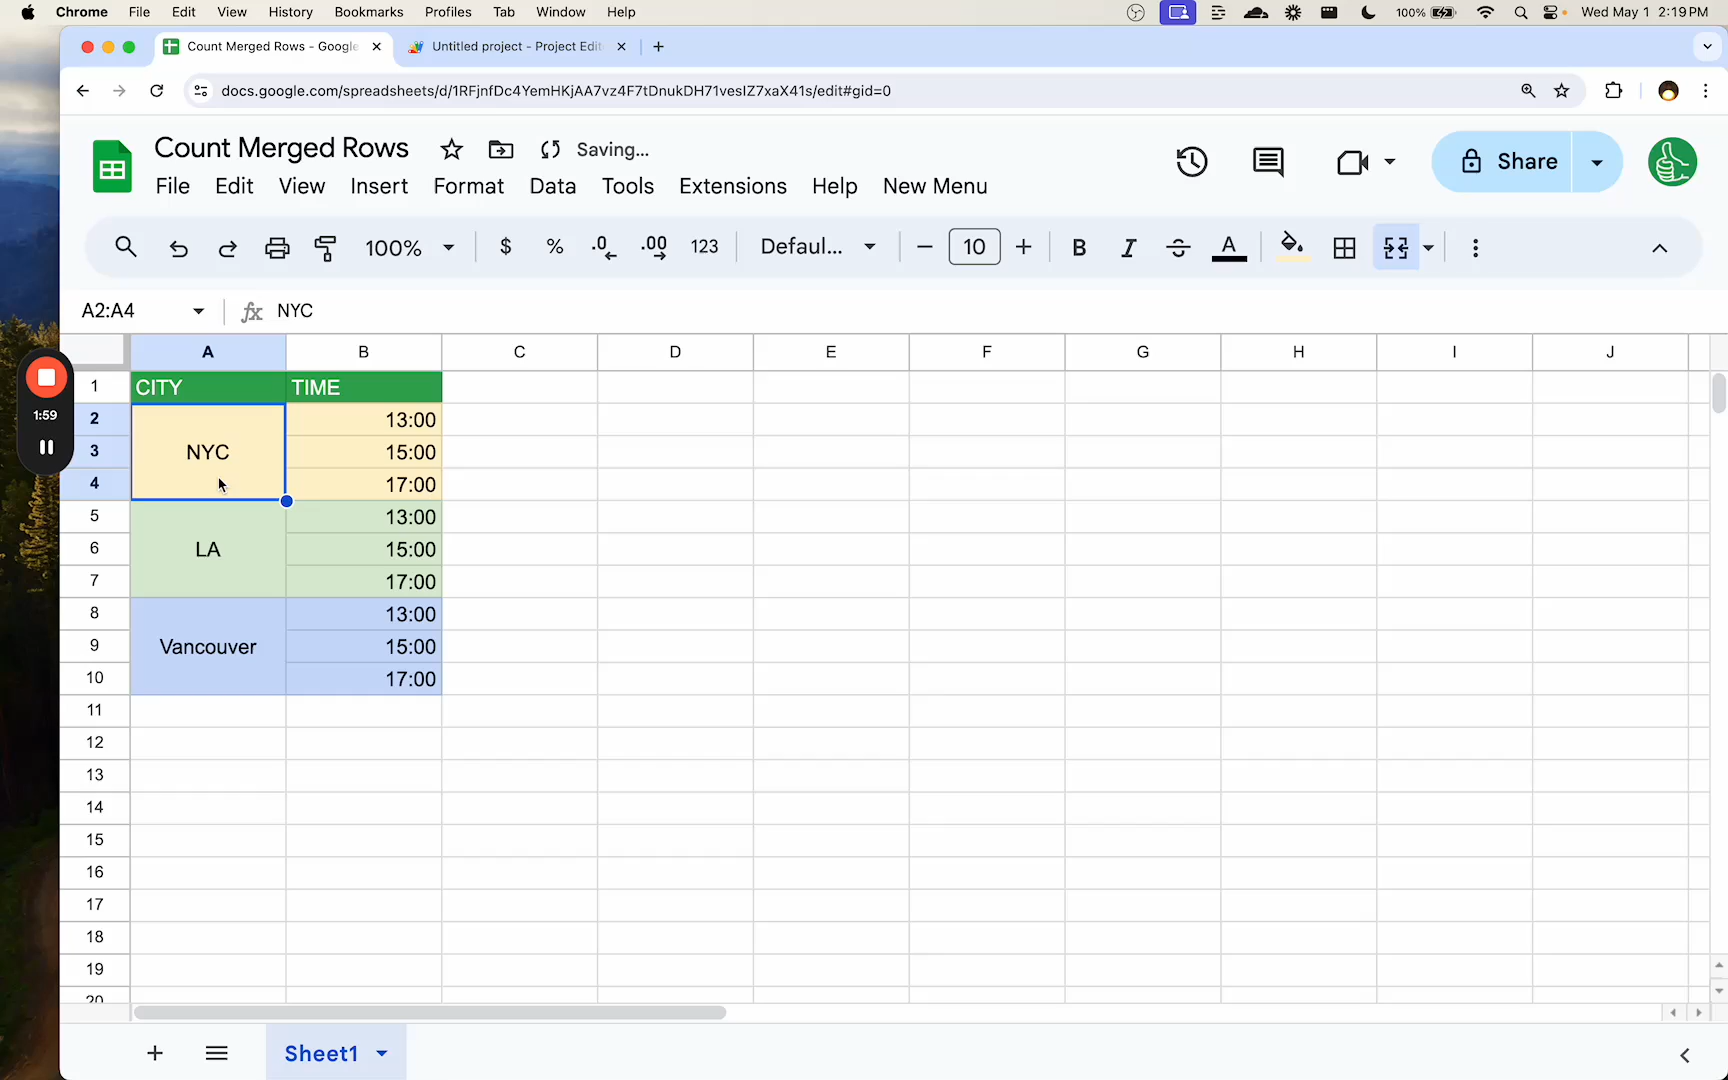 Chrome File Edit View History Bookmarks Profiles Tab Window Help 100% Wed May 1 2:19 PM
Count Merged Rows - Google Untitled project - Project Edit
docs.google.com/spreadsheets/d/1RFjnfDc4YemHKjAA7vz4F7tDnukDH71vesIZ7xaX41s/edit#gid=0
Count Merged Rows Saving...
Share
File Edit View Insert Format Data Tools Extensions Help New Menu
100% $ % .0 .00 123 Defaul... 10 B I S A
A2:A4 fx NYC
A B C D E F G H I J
1 CITY TIME
2 13:00
1:59
3 NYC 15:00
4 17:00
5 13:00
6 LA 15:00
7 17:00
8 13:00
9 Vancouver 15:00
10 17:00
11
12
13
14
15
16
17
18
19
20
Sheet1